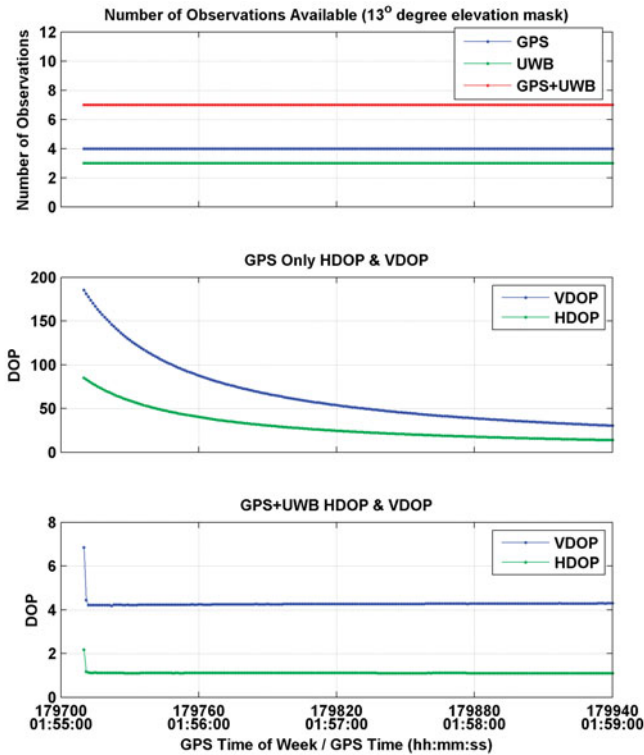 Number of Observations Available (13° degree elevation mask)
Number of Observations
12
10
8
6
4
2
0
GPS
UWB
GPS+UWB
GPS Only HDOP & VDOP
DOP
200
150
100
50
0
VDOP
HDOP
GPS+UWB HDOP & VDOP
DOP
8
6
4
2
0
VDOP
HDOP
179700 179760 179820 179880 179940
01:55:00 01:56:00 01:57:00 01:58:00 01:59:00
GPS Time of Week / GPS Time (hh:mm:ss)